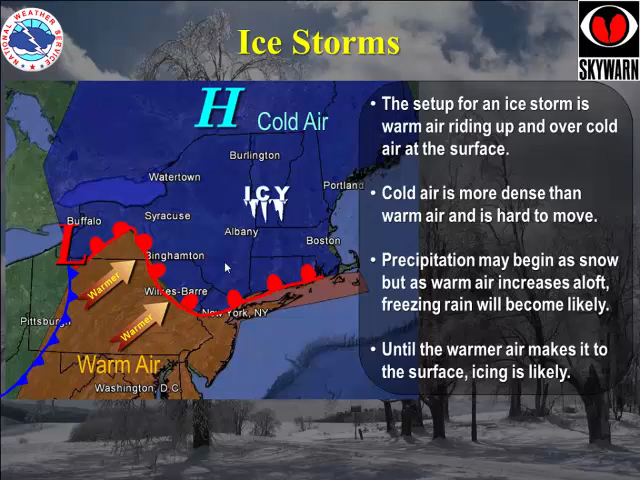 NATIONAL WEATHER SERVICE
Ice Storms
SKYWARN
H
Cold Air
Burlington
Watertown
Portland
ICY
Buffalo
Syracuse
Albany
Boston
L
Binghamton
Warmer
Wilkes-Barre
Warmer
New York, NY
Pittsburgh
Warm Air
Washington, D.C.
• The setup for an ice storm is
warm air riding up and over cold
air at the surface.
• Cold air is more dense than
warm air and is hard to move.
• Precipitation may begin as snow
but as warm air increases aloft,
freezing rain will become likely.
• Until the warmer air makes it to
the surface, icing is likely.